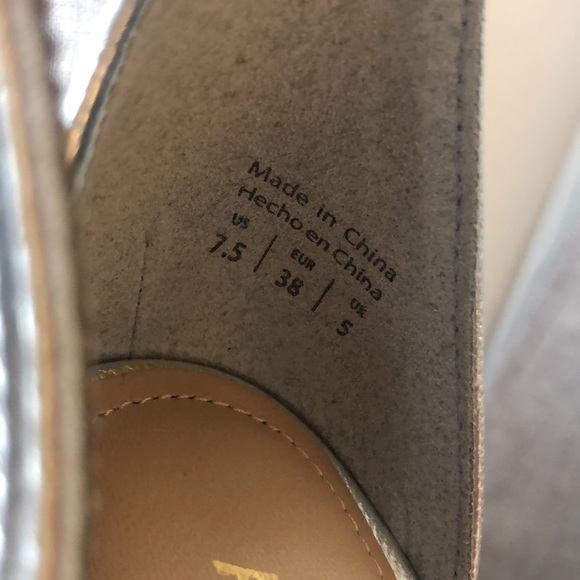 Made in China
Hecho en China
US EUR UK
7.5 / 38 / 5